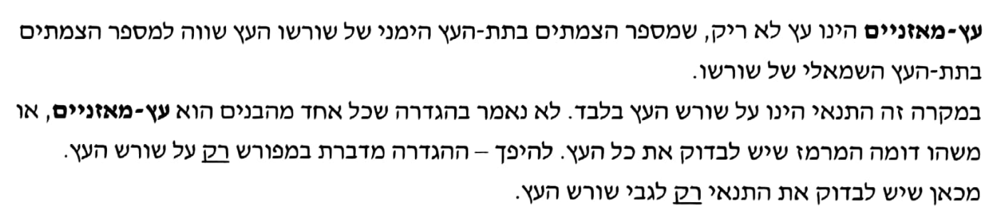 עץ-מאזניים הינו עץ לא ריק, שמספר הצמתים בתת-העץ הימני של שורשו העץ שווה למספר הצמתים
בתת-העץ השמאלי של שורשו.
במקרה זה התנאי הינו על שורש העץ בלבד. לא נאמר בהגדרה שכל אחד מהבנים הוא עץ-מאזניים, או
משהו דומה המרמז שיש לבדוק את כל העץ. להיפך – ההגדרה מדברת במפורש רק על שורש העץ.
מכאן שיש לבדוק את התנאי רק לגבי שורש העץ.